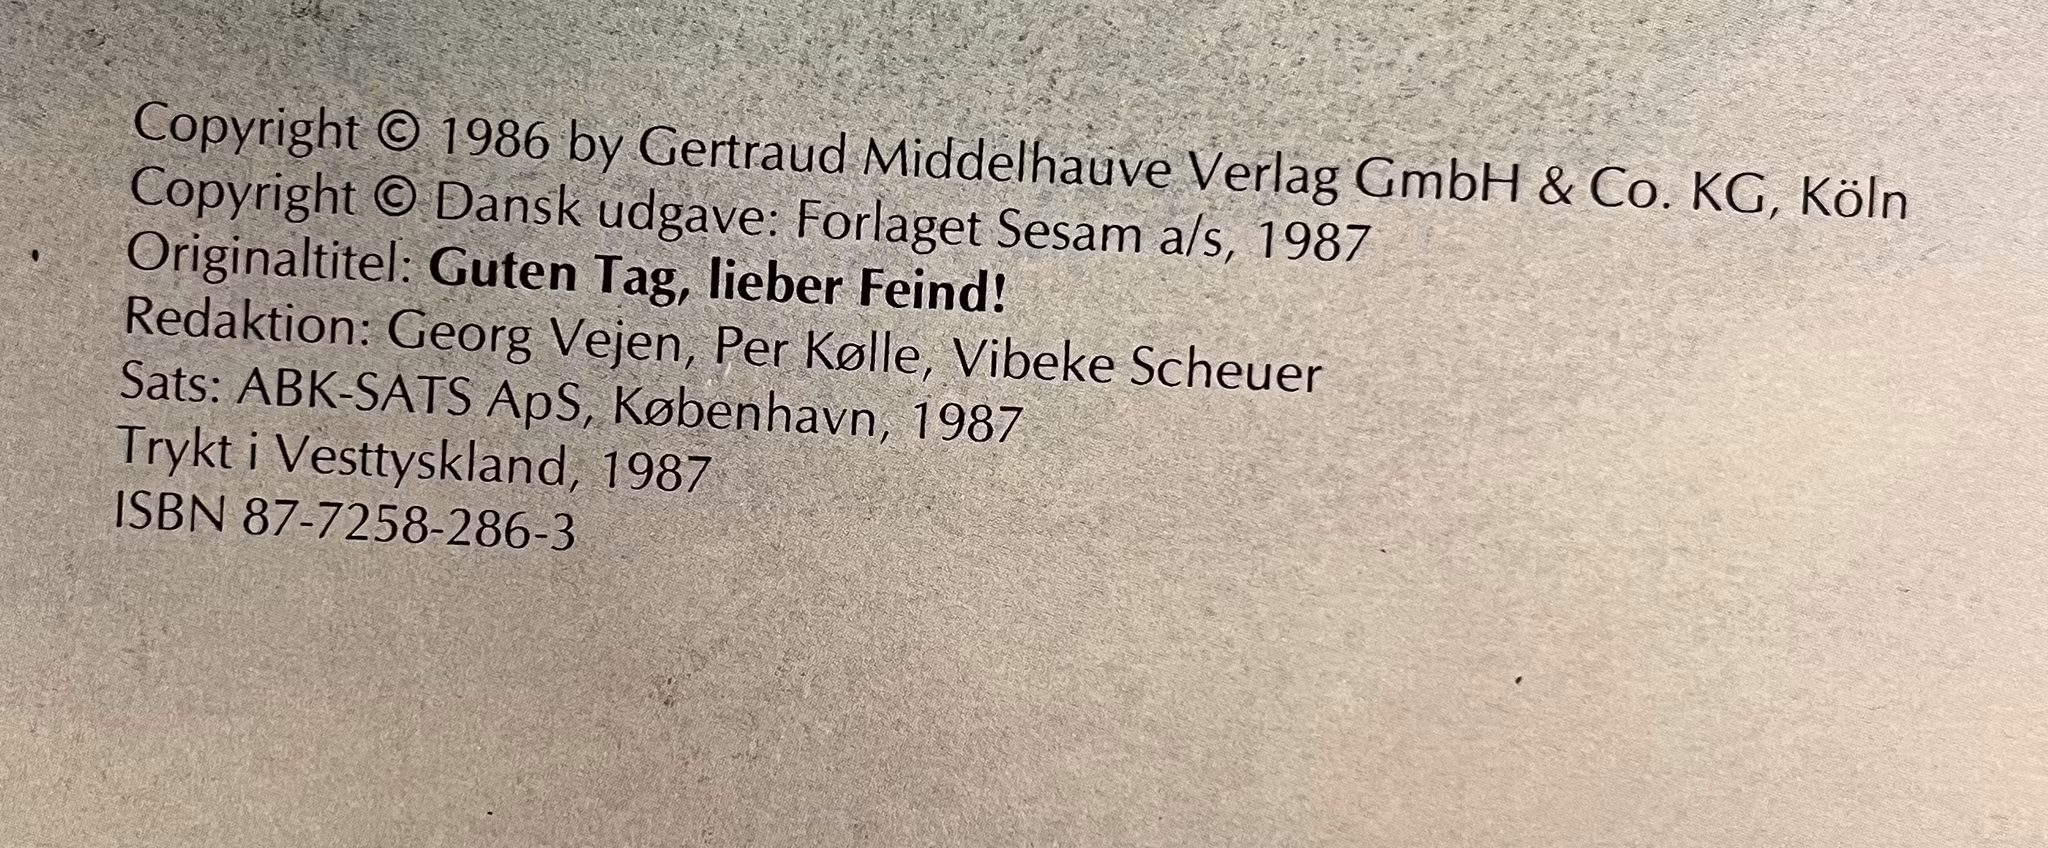 Copyright © 1986 by Gertraud Middelhauve Verlag GmbH & Co. KG, Köln
Copyright © Dansk udgave: Forlaget Sesam a/s, 1987
Originaltitel: Guten Tag, lieber Feind!
Redaktion: Georg Vejen, Per Kølle, Vibeke Scheuer
Sats: ABK-SATS ApS, København, 1987
Trykt i Vesttyskland, 1987
ISBN 87-7258-286-3